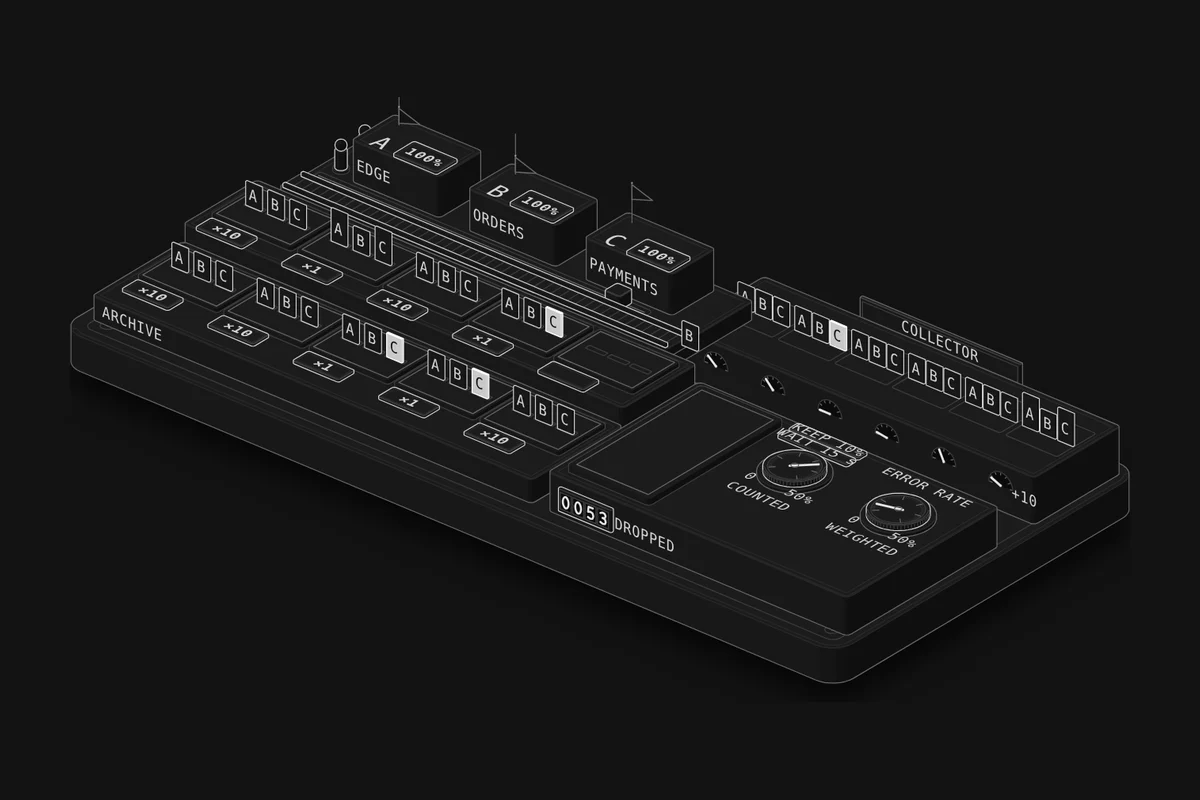 A 100%
EDGE
B 100%
ORDERS
C 100%
PAYMENTS
A B C
×10
A B C
×1
A B C
×10
A B C
×1
A B C
×10
A B C
×10
A B C
×1
A B C
×1
A B C
×10
ARCHIVE
B
A B C
A B C
A B C
A B C
A B C
A B C
COLLECTOR
+10
KEEP 10%
WAIT 15 s
0 50%
COUNTED
ERROR RATE
0 50%
WEIGHTED
0053 DROPPED